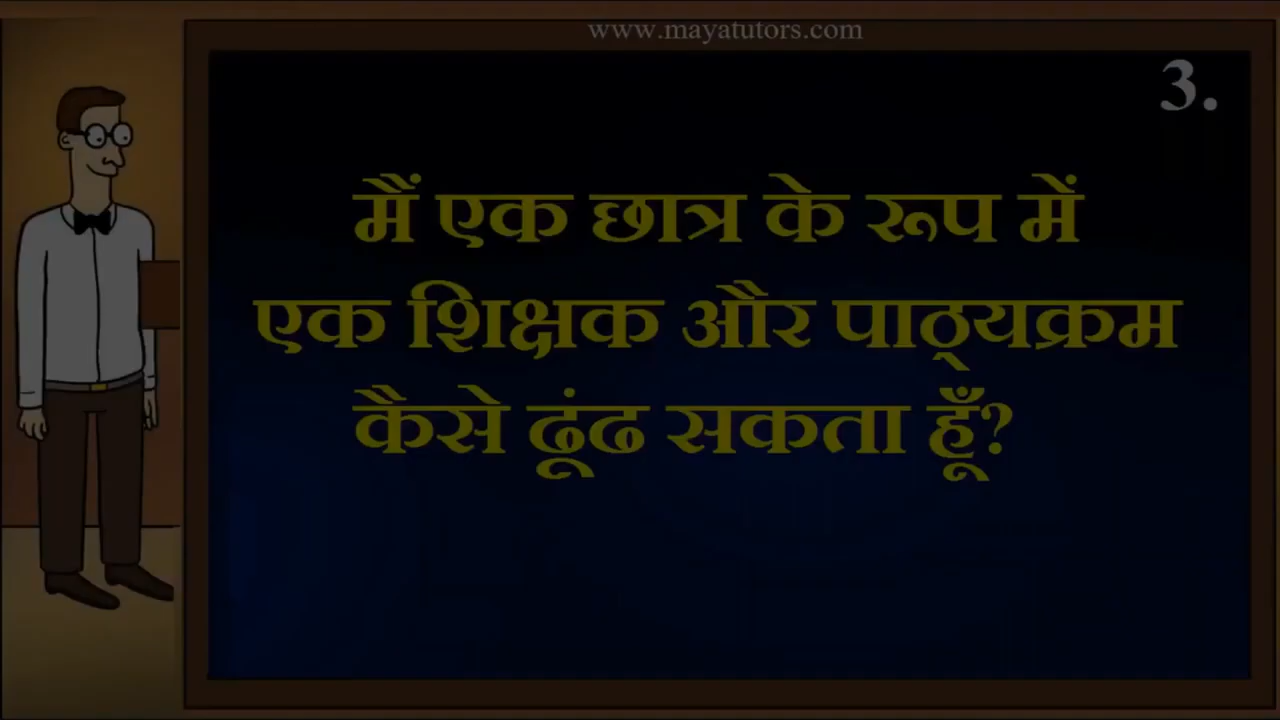 www.mayatutors.com
3.
मैं एक छात्र के रूप में
एक शिक्षक और पाठ्यक्रम
कैसे ढूंढ सकता हूँ?